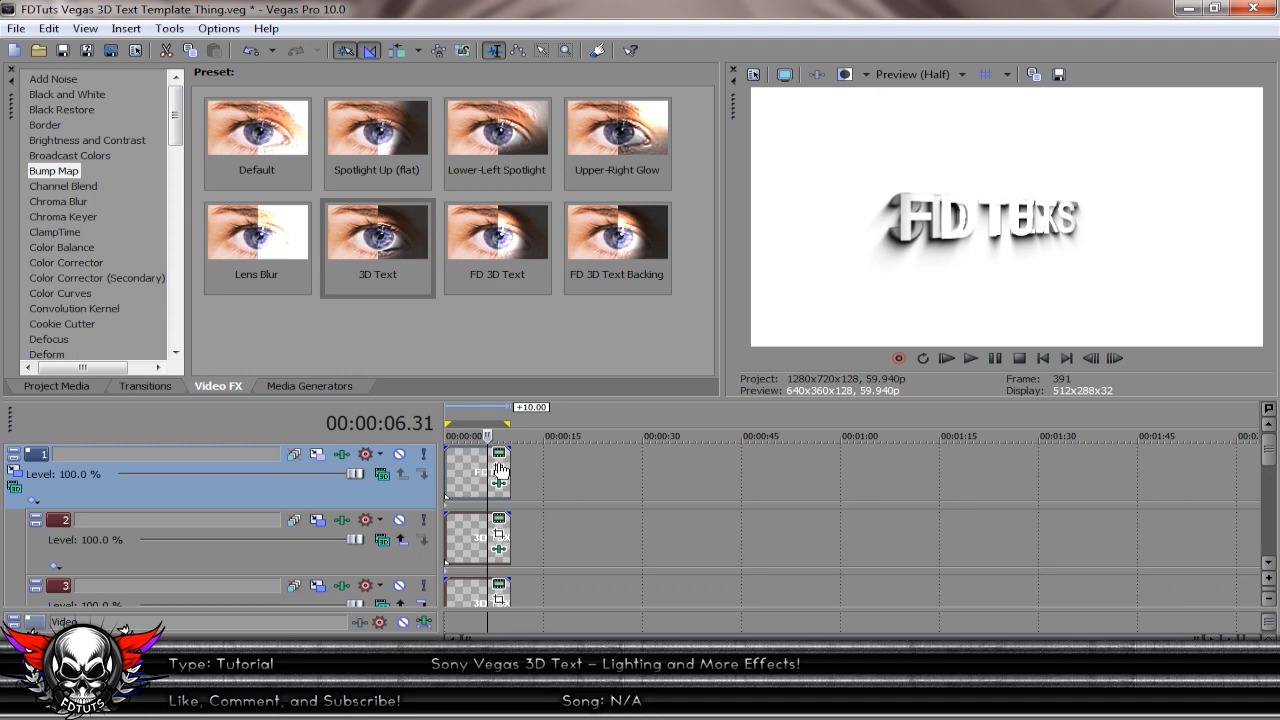 FDTuts Vegas 3D Text Template Thing.veg * - Vegas Pro 10.0
File Edit View Insert Tools Options Help
Preset:
Add Noise
Black and White
Black Restore
Border
Brightness and Contrast
Broadcast Colors
Bump Map
Channel Blend
Chroma Blur
Chroma Keyer
ClampTime
Color Balance
Color Corrector
Color Corrector (Secondary)
Color Curves
Convolution Kernel
Cookie Cutter
Defocus
Deform
Default
Spotlight Up (flat)
Lower-Left Spotlight
Upper-Right Glow
Lens Blur
3D Text
FD 3D Text
FD 3D Text Backing
Project Media Transitions Video FX Media Generators
Preview (Half)
Project: 1280x720x128, 59.940p Frame: 391
Preview: 640x360x128, 59.940p Display: 512x288x32
00:00:06.31
+10.00
00:00:00 00:00:15 00:00:30 00:00:45 00:01:00 00:01:15 00:01:30 00:01:45
1
Level: 100.0 %
2
Level: 100.0 %
3
Level: 100.0 %
Video
FDTUTS
Type: Tutorial Sony Vegas 3D Text – Lighting and More Effects!
Like, Comment, and Subscribe! Song: N/A